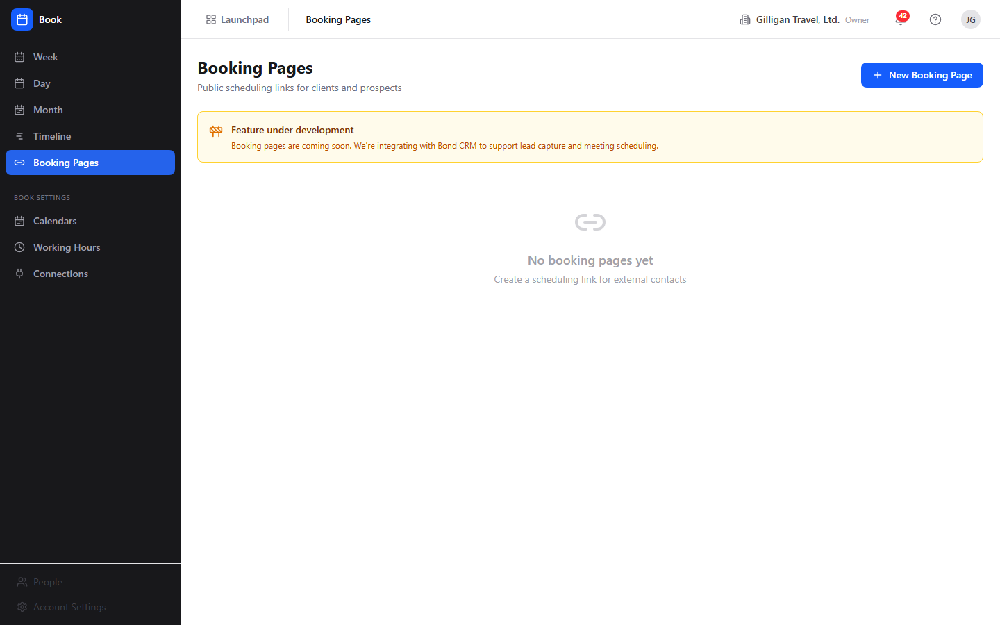 Book
Week
Day
Month
Timeline
Booking Pages
BOOK SETTINGS
Calendars
Working Hours
Connections
People
Account Settings
Launchpad
Booking Pages
Gilligan Travel, Ltd. Owner
42
JG
Booking Pages
Public scheduling links for clients and prospects
New Booking Page
Feature under development
Booking pages are coming soon. We're integrating with Bond CRM to support lead capture and meeting scheduling.
No booking pages yet
Create a scheduling link for external contacts